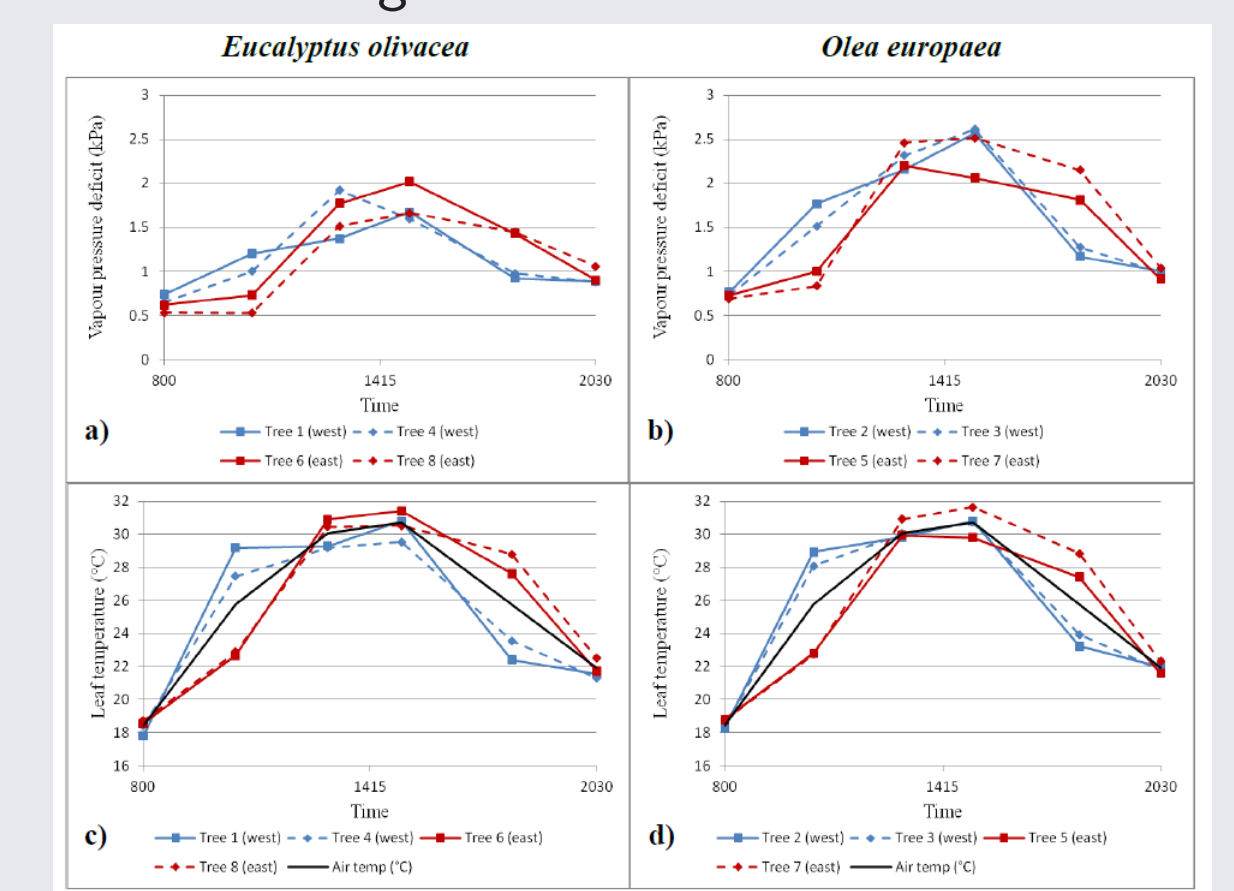 Eucalyptus olivacea
Olea europaea
Vapour pressure deficit (kPa)
3
2.5
2
1.5
1
0.5
0
800
1415
2030
Time
a)
Tree 1 (west)
Tree 4 (west)
Tree 6 (east)
Tree 8 (east)
Vapour pressure deficit (kPa)
3
2.5
2
1.5
1
0.5
0
800
1415
2030
Time
b)
Tree 2 (west)
Tree 3 (west)
Tree 5 (east)
Tree 7 (east)
Leaf temperature (°C)
32
30
28
26
24
22
20
18
16
800
1415
2030
Time
c)
Tree 1 (west)
Tree 4 (west)
Tree 6 (east)
Tree 8 (east)
Air temp (°C)
Leaf temperature (°C)
32
30
28
26
24
22
20
18
16
800
1415
2030
Time
d)
Tree 2 (west)
Tree 3 (west)
Tree 5 (east)
Tree 7 (east)
Air temp (°C)